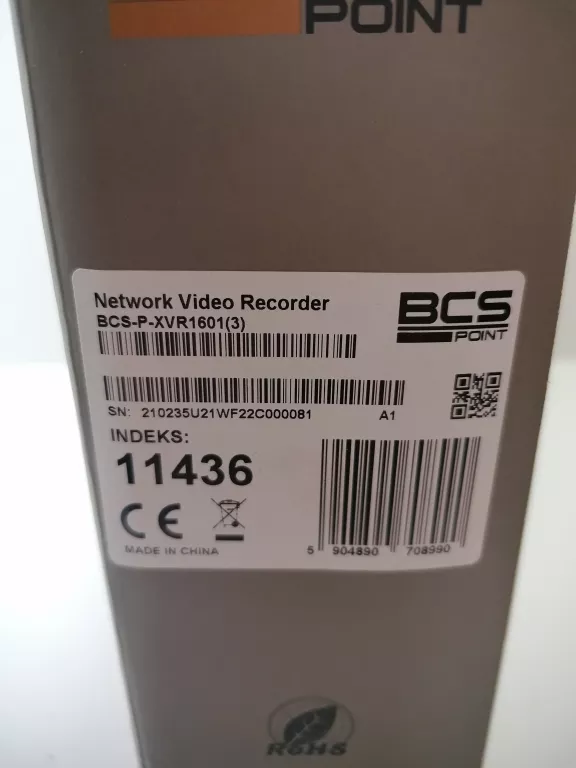 POINT
Network Video Recorder
BCS-P-XVR1601(3)
BCS
POINT
SN: 210235U21WF22C000081 A1
INDEKS:
11436
CE
MADE IN CHINA
5 904890 708990
RoHS